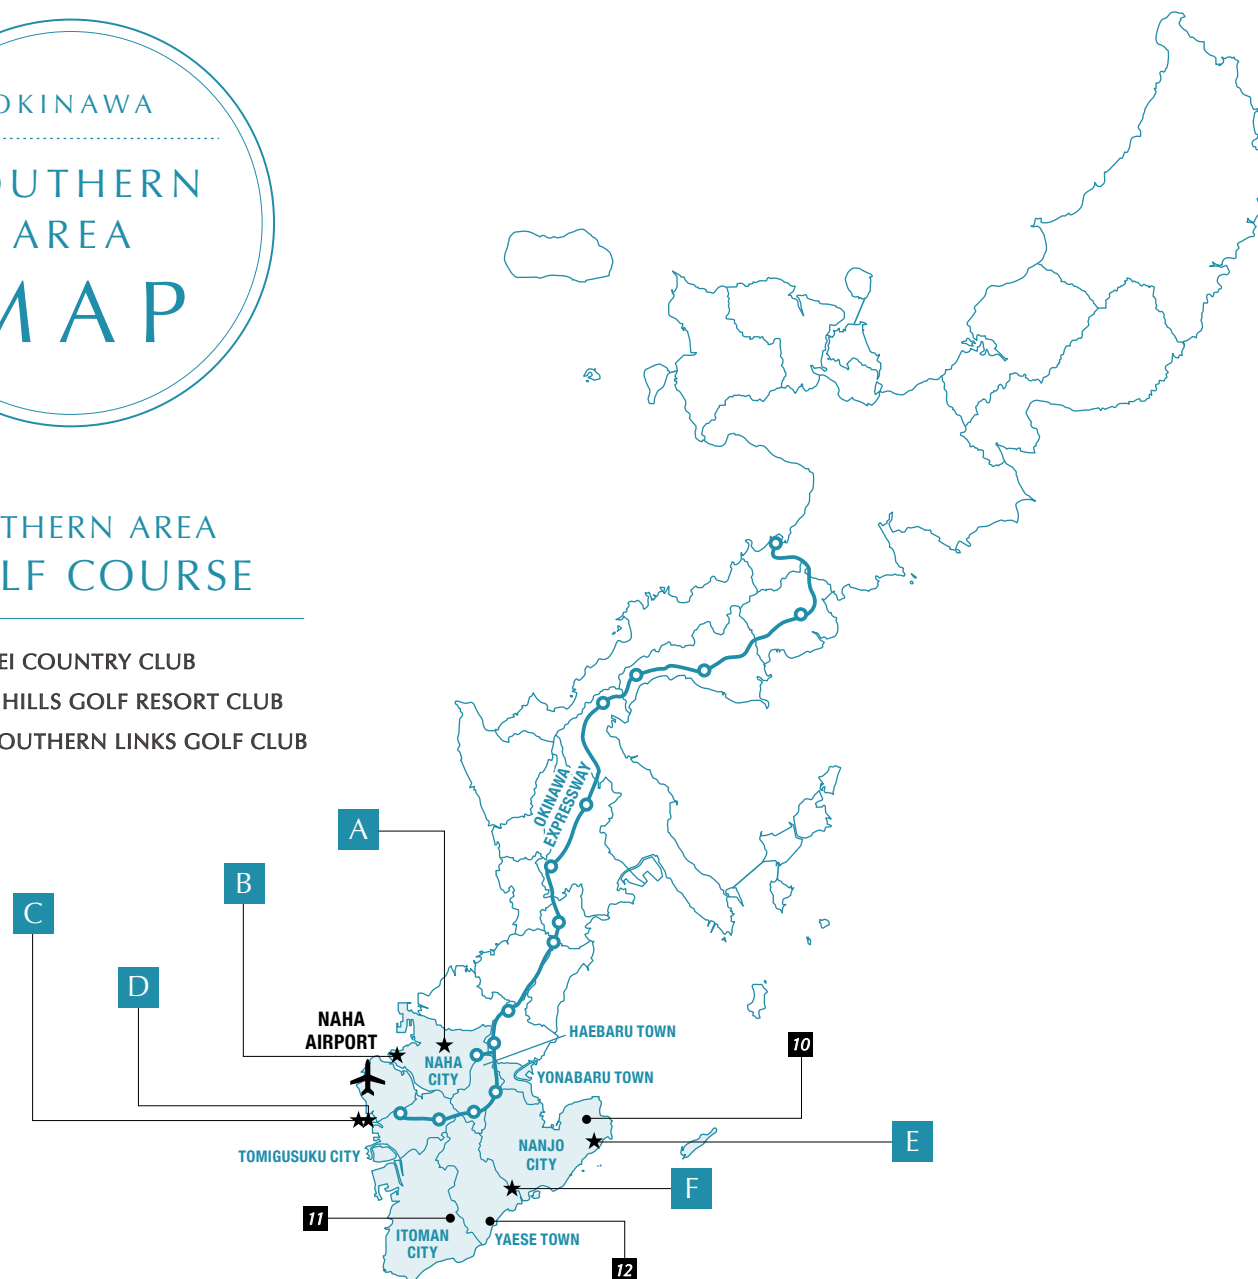 OKINAWA
OUTHERN
AREA
MAP
THERN AREA
LF COURSE
EI COUNTRY CLUB
HILLS GOLF RESORT CLUB
OUTHERN LINKS GOLF CLUB
OKINAWA
EXPRESSWAY
A
B
C
D
NAHA
AIRPORT
NAHA
CITY
HAEBARU TOWN
10
YONABARU TOWN
E
NANJO
CITY
TOMIGUSUKU CITY
F
11
ITOMAN
CITY
YAESE TOWN
12